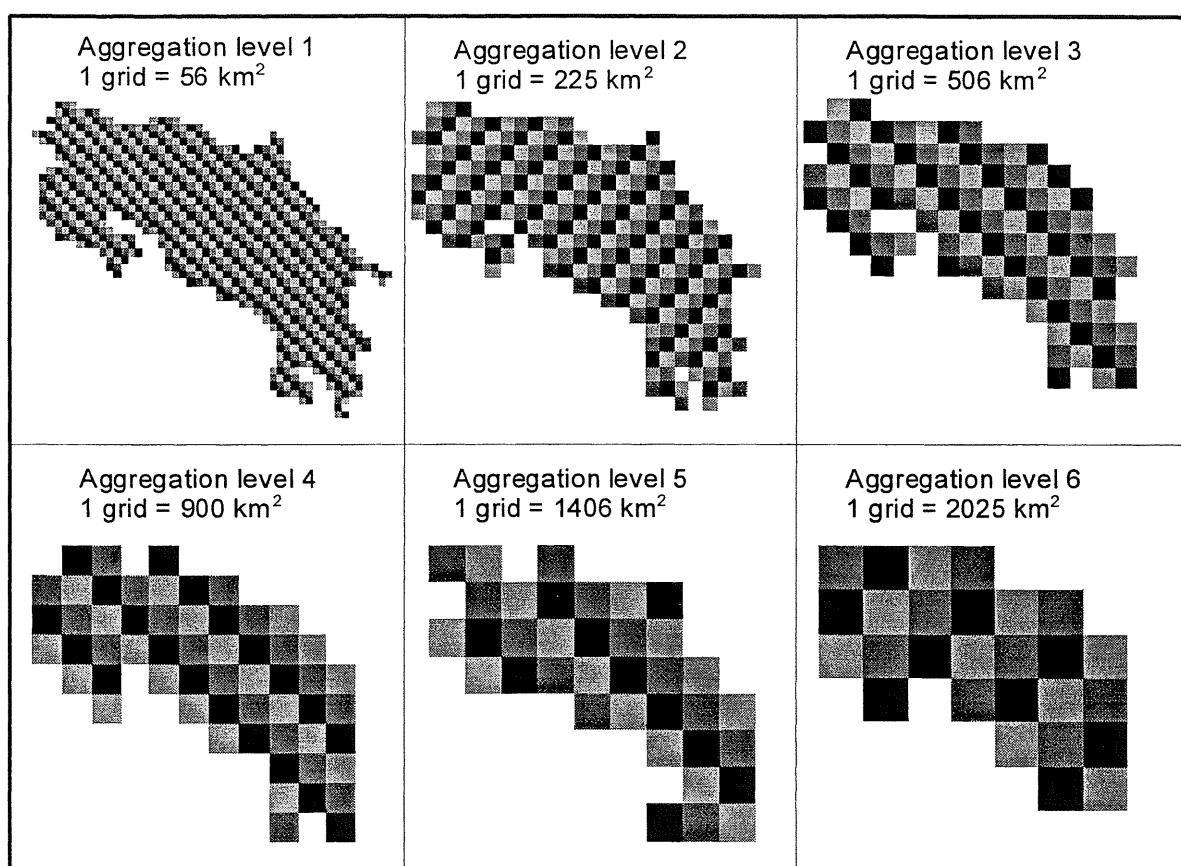 Aggregation level 1
1 grid = 56 km²
Aggregation level 2
1 grid = 225 km²
Aggregation level 3
1 grid = 506 km²
Aggregation level 4
1 grid = 900 km²
Aggregation level 5
1 grid = 1406 km²
Aggregation level 6
1 grid = 2025 km²